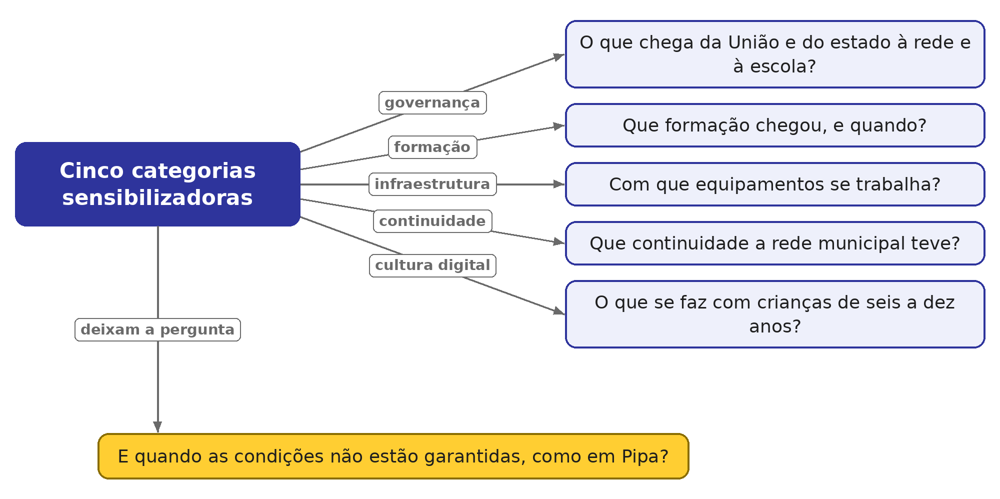 Cinco categorias
sensibilizadoras
governança
O que chega da União e do estado à rede e
à escola?
formação
Que formação chegou, e quando?
infraestrutura
Com que equipamentos se trabalha?
continuidade
Que continuidade a rede municipal teve?
cultura digital
O que se faz com crianças de seis a dez
anos?
deixam a pergunta
E quando as condições não estão garantidas, como em Pipa?